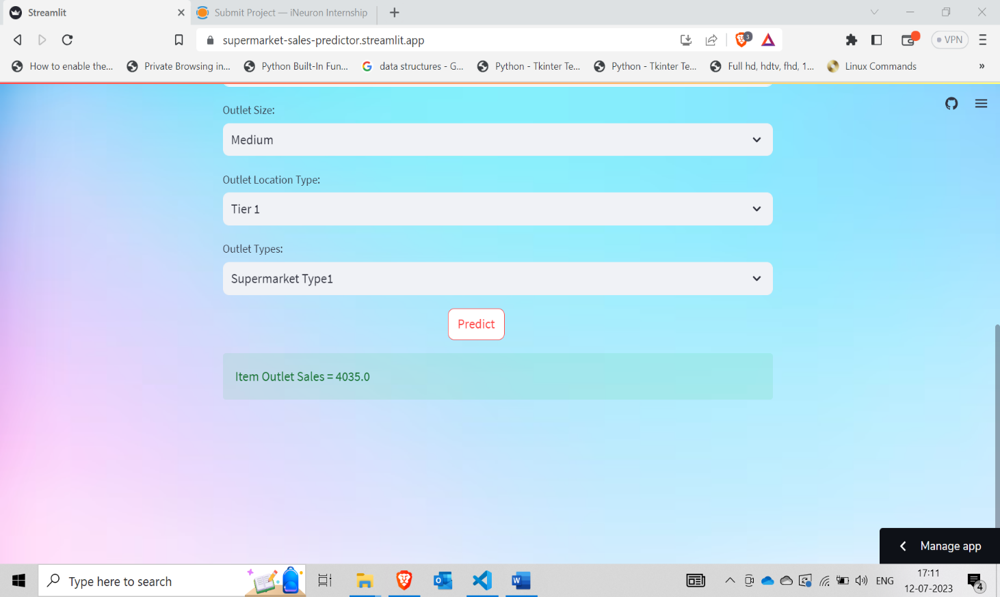 Streamlit
Submit Project — iNeuron Internship
supermarket-sales-predictor.streamlit.app
3
VPN
How to enable the...
Private Browsing in...
Python Built-In Fun...
data structures - G...
Python - Tkinter Te...
Python - Tkinter Te...
Full hd, hdtv, fhd, 1...
Linux Commands
»
Outlet Size:
Medium
Outlet Location Type:
Tier 1
Outlet Types:
Supermarket Type1
Predict
Item Outlet Sales = 4035.0
Manage app
Type here to search
ENG
17:11
12-07-2023
4